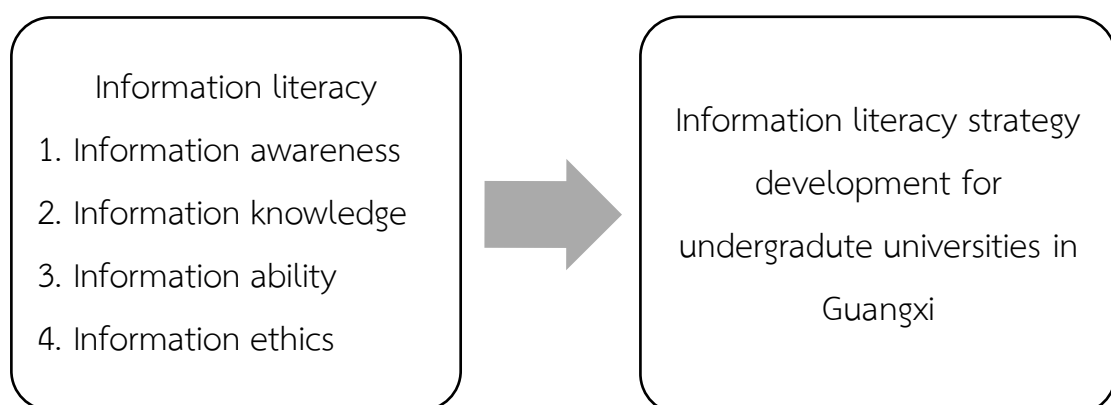 Information literacy
1. Information awareness
2. Information knowledge
3. Information ability
4. Information ethics
Information literacy strategy
development for
undergradute universities in
Guangxi